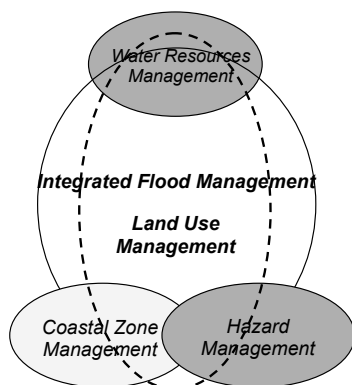 Water Resources
Management
Integrated Flood Management
Land Use
Management
Coastal Zone
Management
Hazard
Management